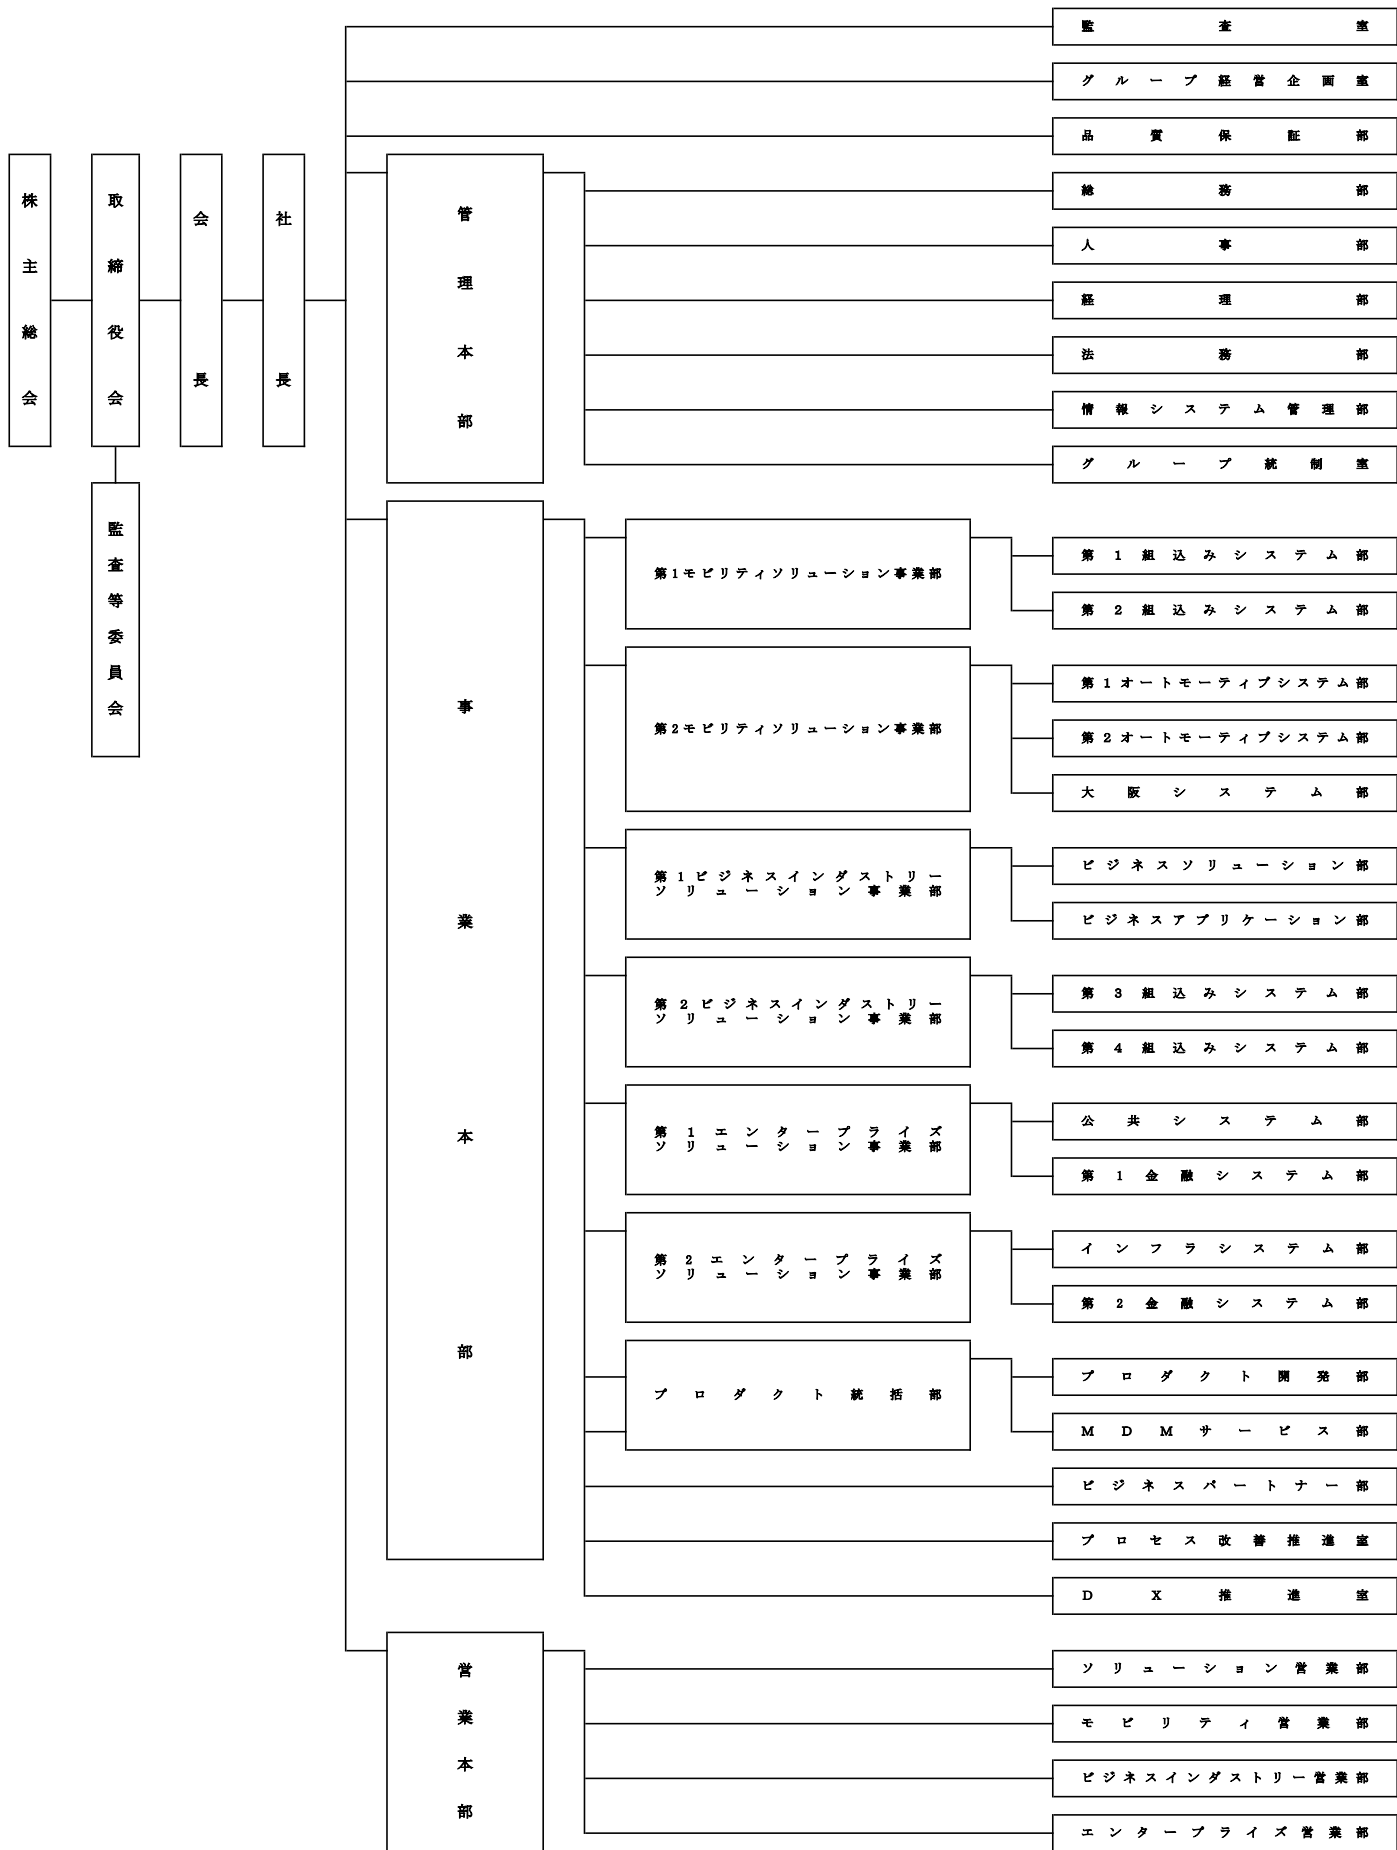 株主総会
取締役会
監査等委員会
会長
社長
監査室
グループ経営企画室
品質保証部
管理本部
総務部
人事部
経理部
法務部
情報システム管理部
グループ統制室
事業本部
第1モビリティソリューション事業部
第1組込みシステム部
第2組込みシステム部
第2モビリティソリューション事業部
第1オートモーティブシステム部
第2オートモーティブシステム部
大阪システム部
第1ビジネスインダストリー
ソリューション事業部
ビジネスソリューション部
ビジネスアプリケーション部
第2ビジネスインダストリー
ソリューション事業部
第3組込みシステム部
第4組込みシステム部
第1エンタープライズ
ソリューション事業部
公共システム部
第1金融システム部
第2エンタープライズ
ソリューション事業部
インフラシステム部
第2金融システム部
プロダクト統括部
プロダクト開発部
MDMサービス部
ビジネスパートナー部
プロセス改善推進室
DX推進室
営業本部
ソリューション営業部
モビリティ営業部
ビジネスインダストリー営業部
エンタープライズ営業部